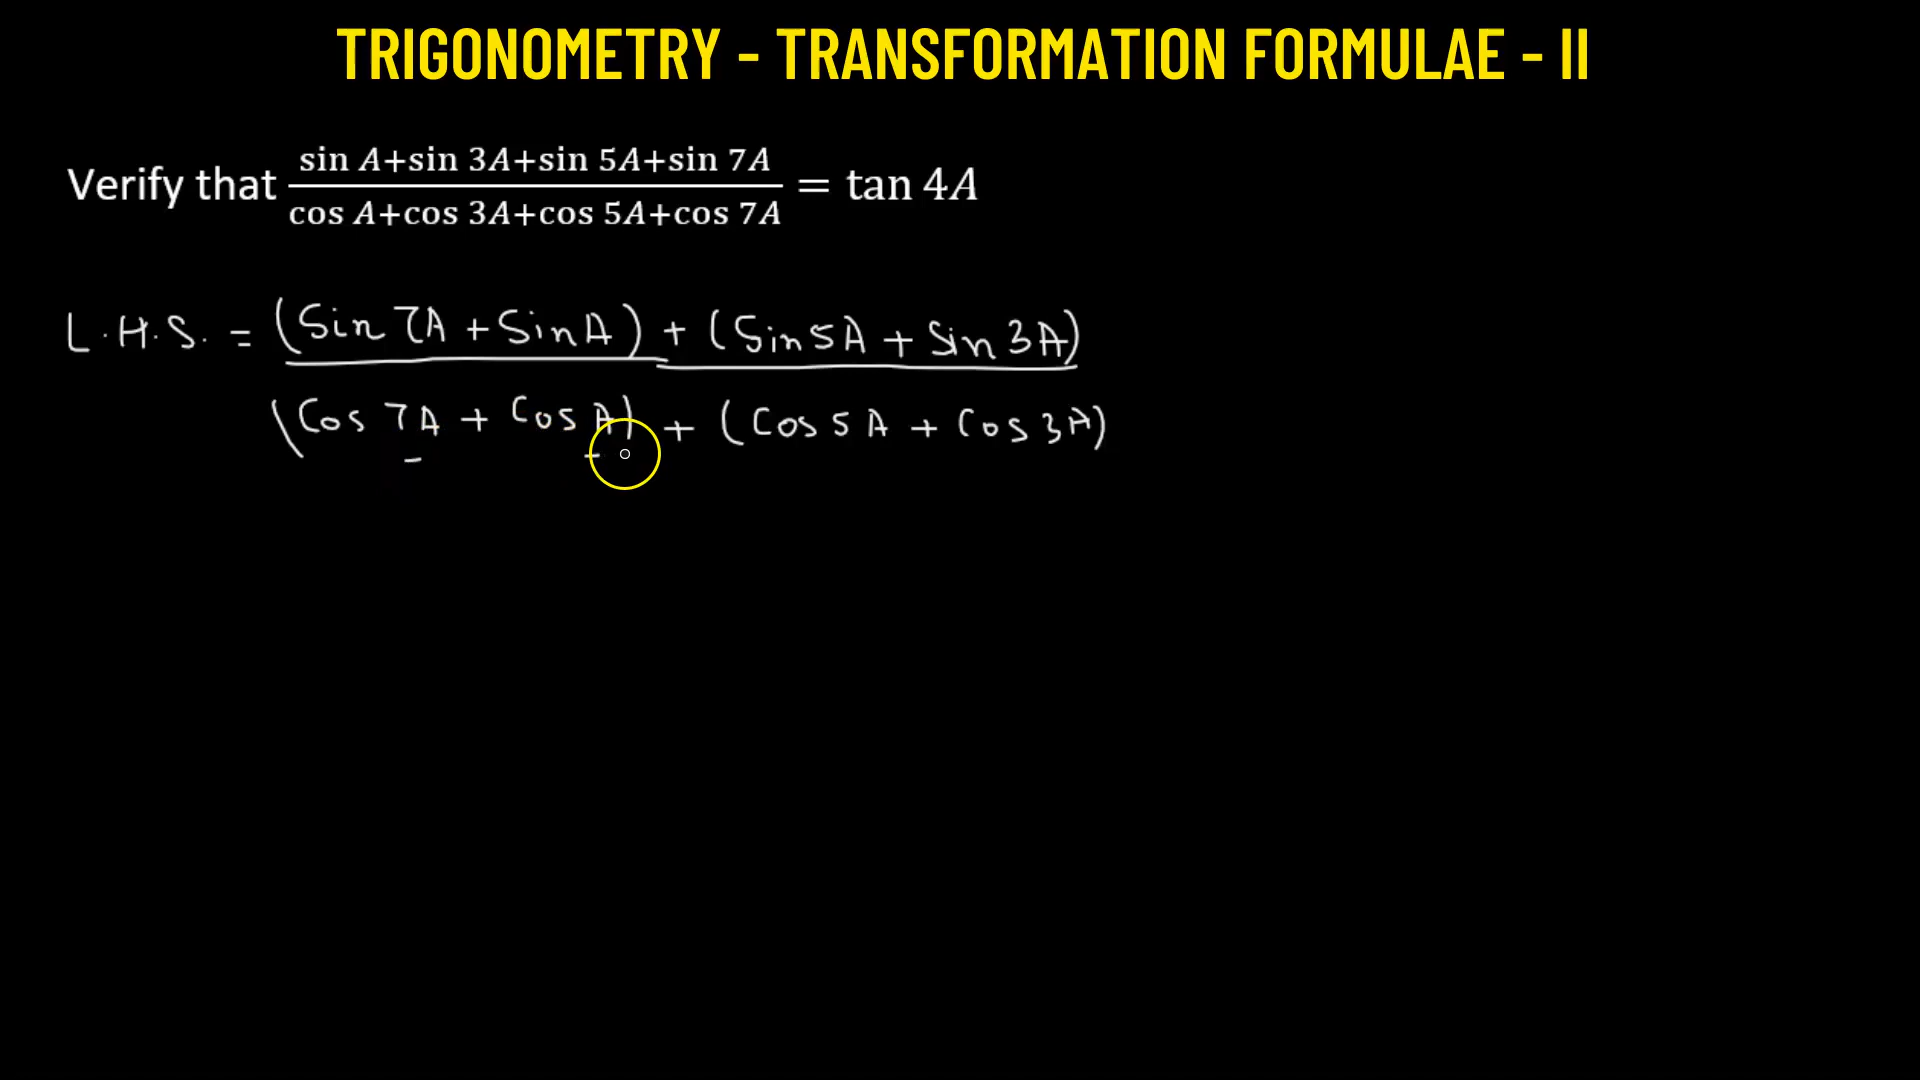 TRIGONOMETRY - TRANSFORMATION FORMULAE - II
Verify that (sin A+sin 3A+sin 5A+sin 7A)/(cos A+cos 3A+cos 5A+cos 7A) = tan 4A
L.H.S. = (Sin 7A + Sin A) + (Sin 5A + Sin 3A)
(Cos 7A + Cos A) + (Cos 5A + Cos 3A)